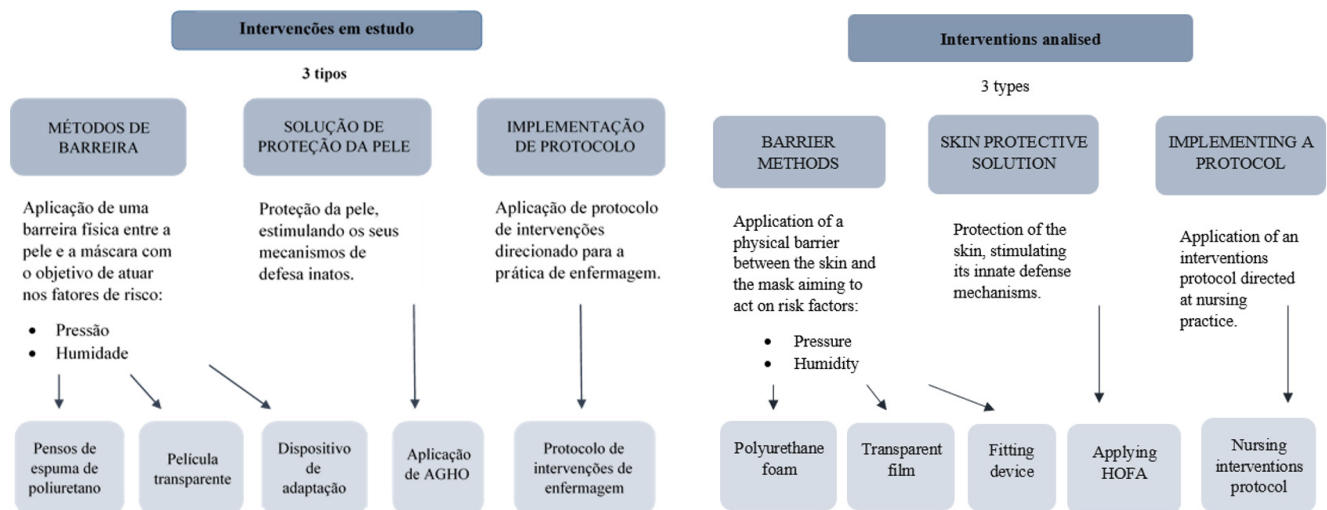 Intervenções em estudo
3 tipos
MÉTODOS DE
BARREIRA
SOLUÇÃO DE
PROTEÇÃO DA PELE
IMPLEMENTAÇÃO
DE PROTOCOLO
Aplicação de uma
barreira física entre a
pele e a máscara com
o objetivo de atuar
nos fatores de risco:
• Pressão
• Humidade
Proteção da pele,
estimulando os seus
mecanismos de
defesa inatos.
Aplicação de protocolo
de intervenções
direcionado para a
prática de enfermagem.
Pensos de
espuma de
poliuretano
Película
transparente
Dispositivo
de
adaptação
Aplicação
de AGHO
Protocolo de
intervenções de
enfermagem
Interventions analised
3 types
BARRIER
METHODS
SKIN PROTECTIVE
SOLUTION
IMPLEMENTING A
PROTOCOL
Application of a
physical barrier
between the skin and
the mask aiming to
act on risk factors:
• Pressure
• Humidity
Protection of the
skin, stimulating
its innate defense
mechanisms.
Application of an
interventions
protocol directed
at nursing
practice.
Polyurethane
foam
Transparent
film
Fitting
device
Applying
HOFA
Nursing
interventions
protocol